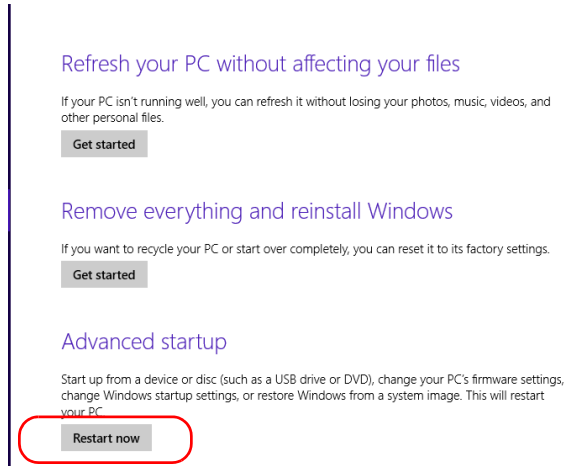 Refresh your PC without affecting your files
If your PC isn't running well, you can refresh it without losing your photos, music, videos, and
other personal files.
Get started
Remove everything and reinstall Windows
If you want to recycle your PC or start over completely, you can reset it to its factory settings.
Get started
Advanced startup
Start up from a device or disc (such as a USB drive or DVD), change your PC's firmware settings,
change Windows startup settings, or restore Windows from a system image. This will restart
your PC.
Restart now